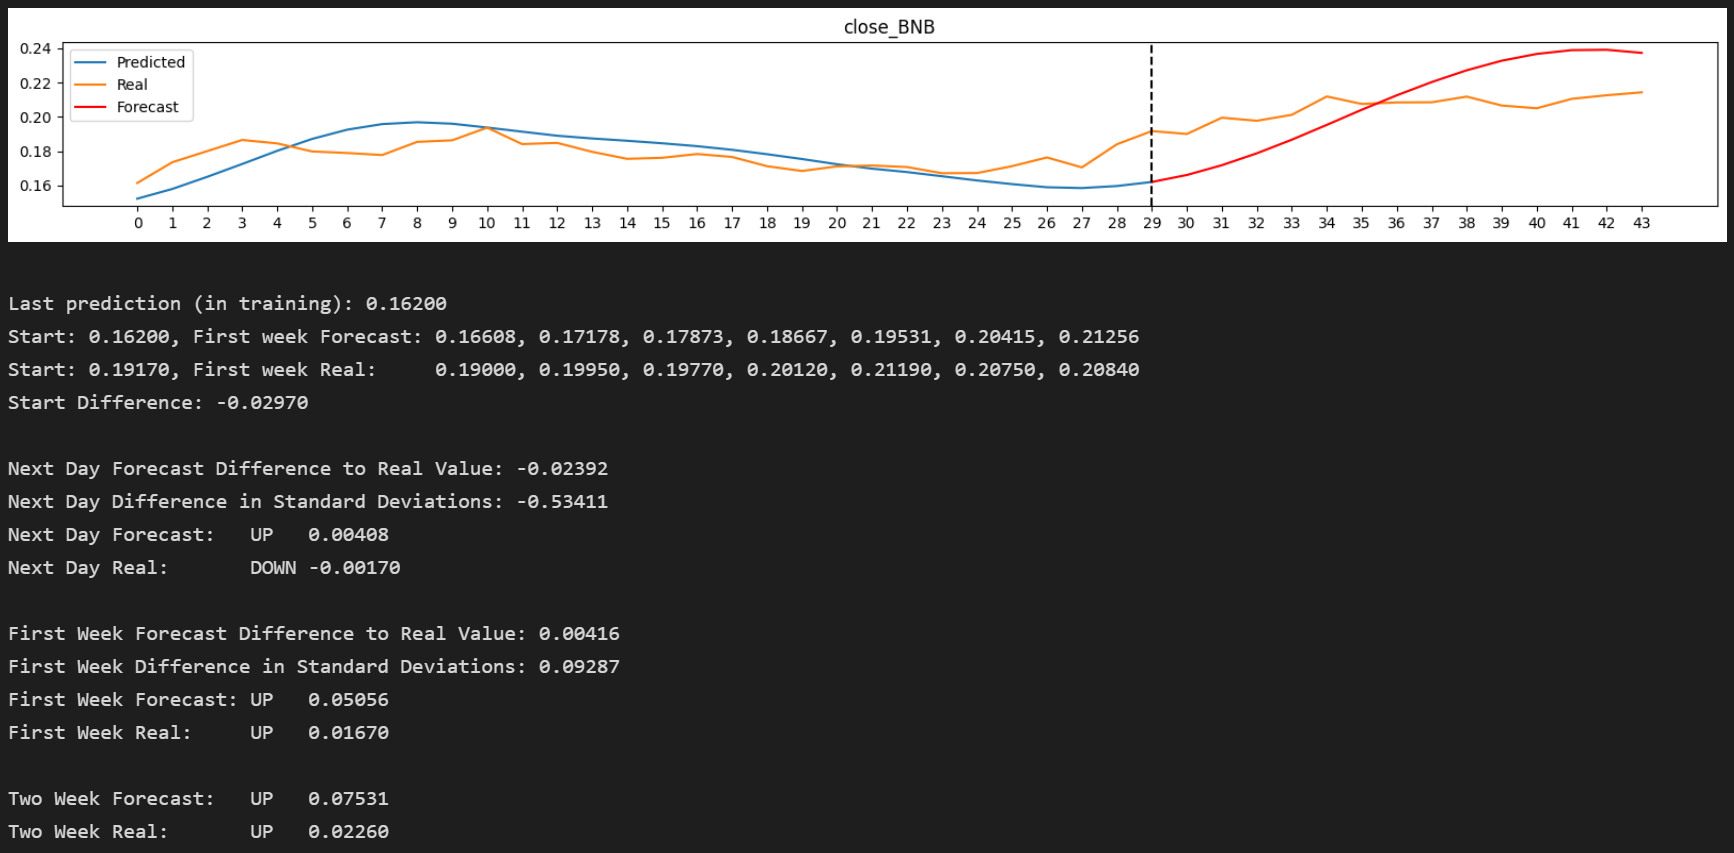 close_BNB
0.24
0.22
0.20
0.18
0.16
Predicted
Real
Forecast
0 1 2 3 4 5 6 7 8 9 10 11 12 13 14 15 16 17 18 19 20 21 22 23 24 25 26 27 28 29 30 31 32 33 34 35 36 37 38 39 40 41 42 43
Last prediction (in training): 0.16200
Start: 0.16200, First week Forecast: 0.16608, 0.17178, 0.17873, 0.18667, 0.19531, 0.20415, 0.21256
Start: 0.19170, First week Real:     0.19000, 0.19950, 0.19770, 0.20120, 0.21190, 0.20750, 0.20840
Start Difference: -0.02970
Next Day Forecast Difference to Real Value: -0.02392
Next Day Difference in Standard Deviations: -0.53411
Next Day Forecast:   UP   0.00408
Next Day Real:       DOWN -0.00170
First Week Forecast Difference to Real Value: 0.00416
First Week Difference in Standard Deviations: 0.09287
First Week Forecast: UP   0.05056
First Week Real:     UP   0.01670
Two Week Forecast:   UP   0.07531
Two Week Real:       UP   0.02260